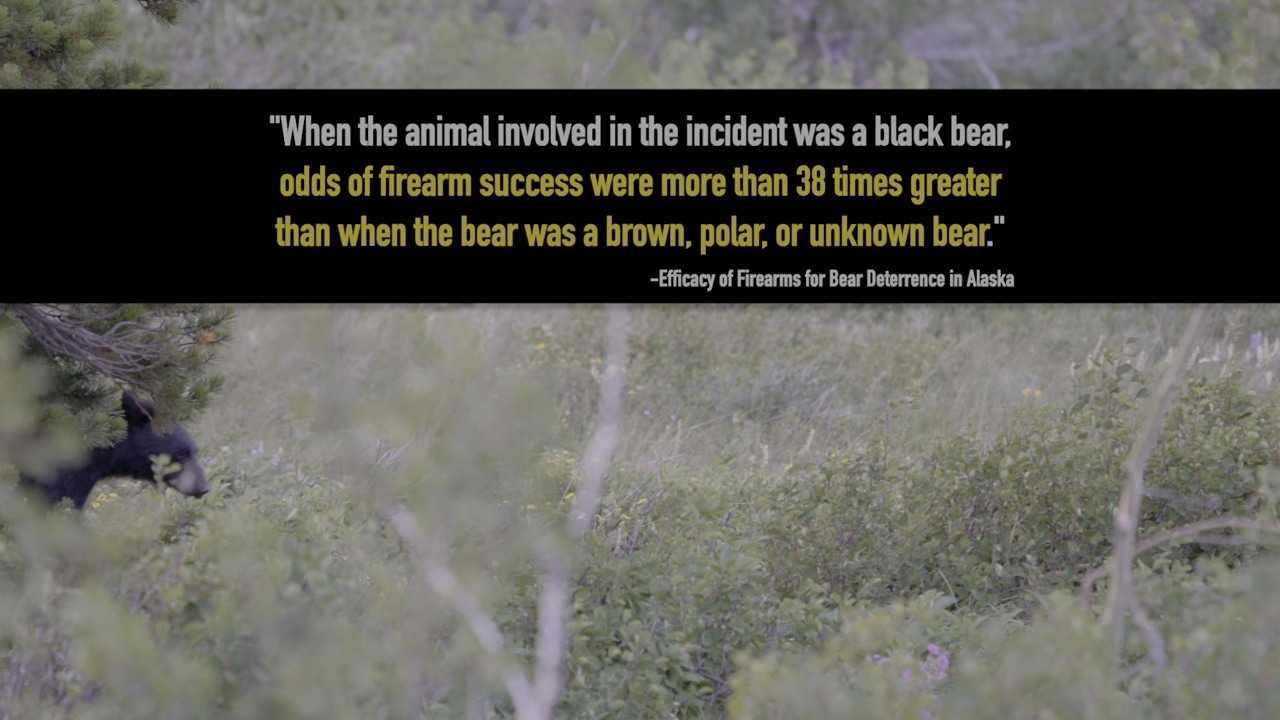 "When the animal involved in the incident was a black bear,
odds of firearm success were more than 38 times greater
than when the bear was a brown, polar, or unknown bear."
-Efficacy of Firearms for Bear Deterrence in Alaska